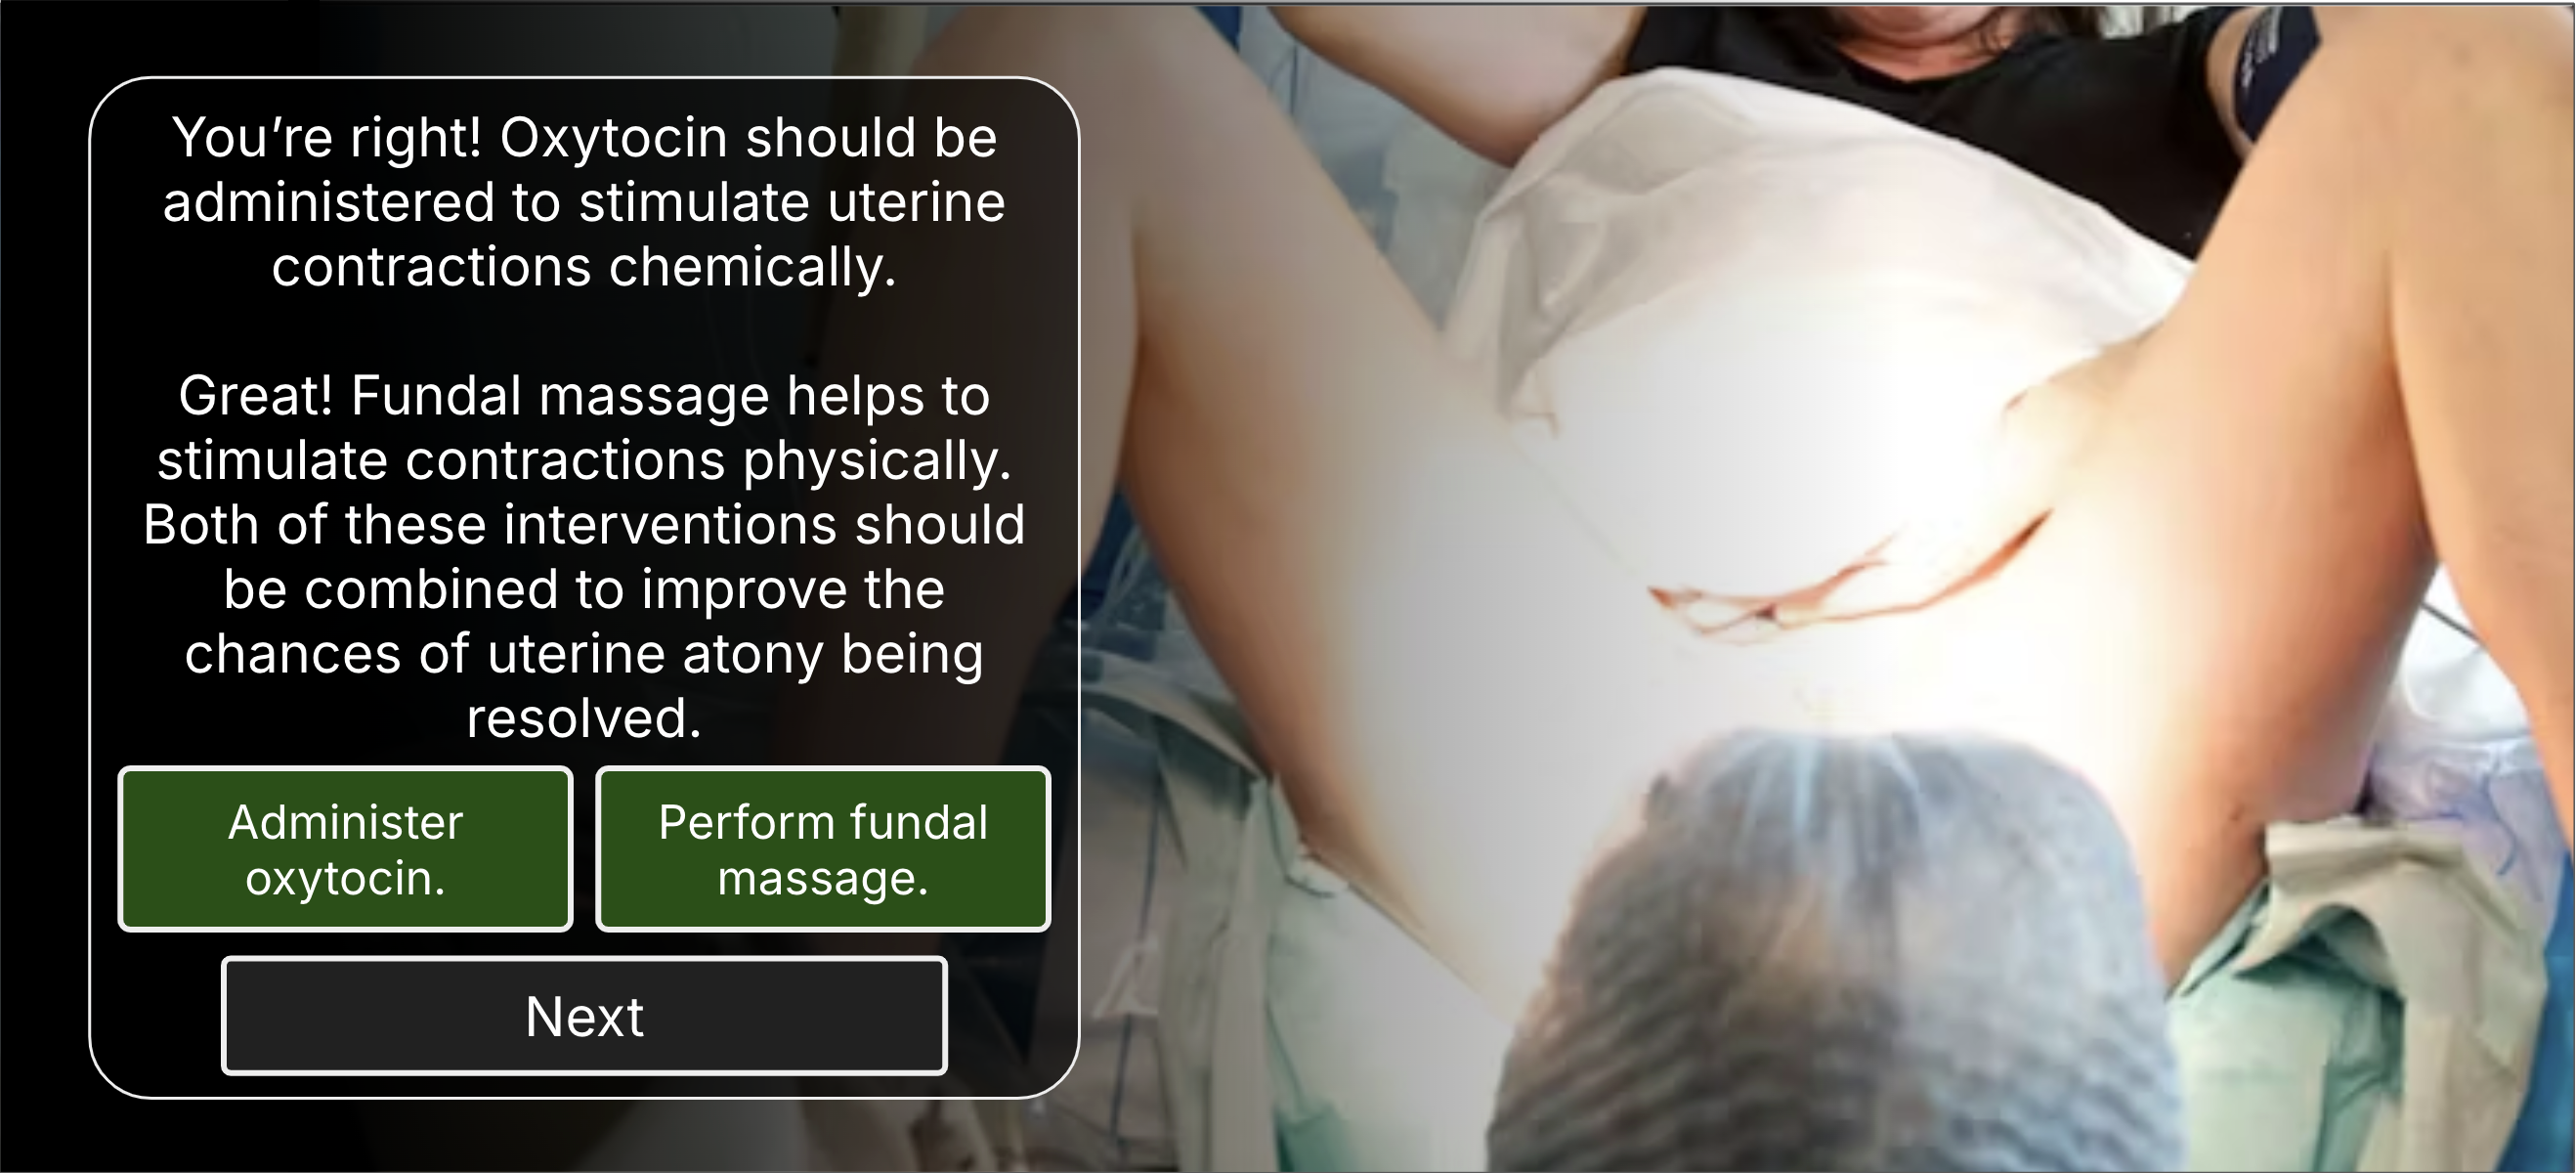 You’re right! Oxytocin should be
administered to stimulate uterine
contractions chemically.
Great! Fundal massage helps to
stimulate contractions physically.
Both of these interventions should
be combined to improve the
chances of uterine atony being
resolved.
Administer
oxytocin.
Perform fundal
massage.
Next